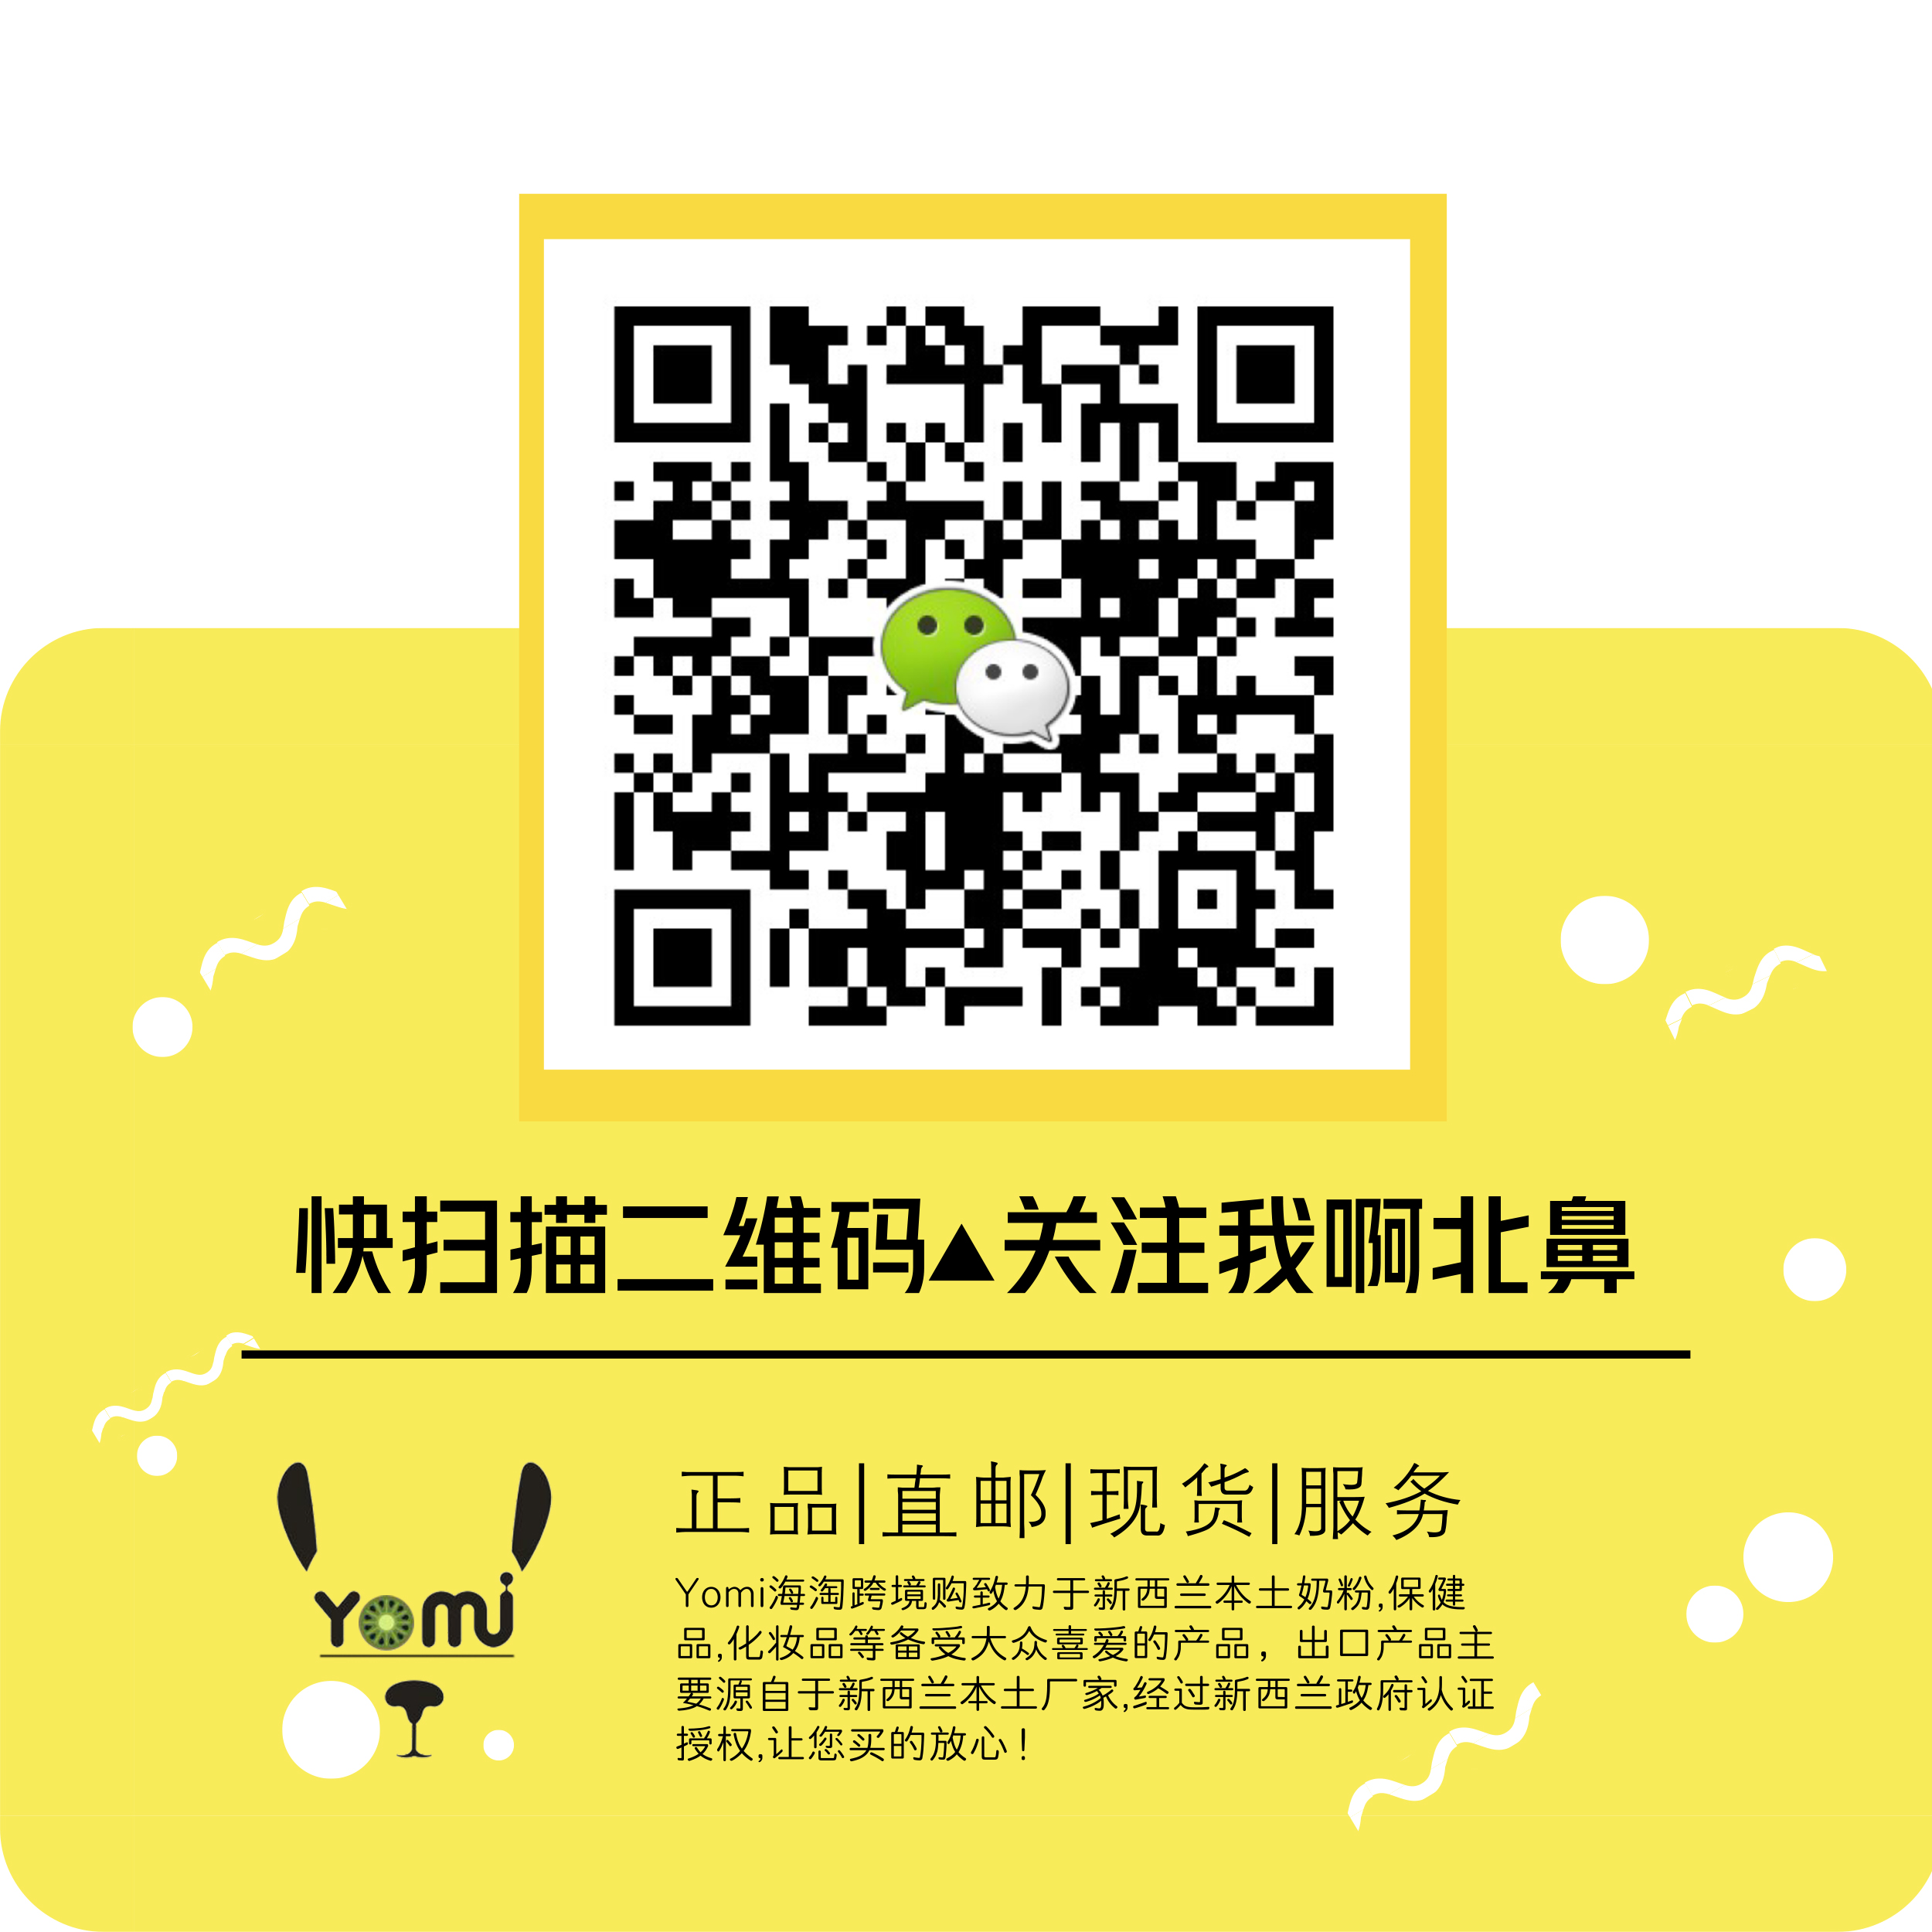 快扫描二维码▲关注我啊北鼻
正品|直邮|现货|服务
Yomi
Yomi海淘跨境购致力于新西兰本土奶粉,保健
品,化妆品等备受大众喜爱的产品，出口产品主
要源自于新西兰本土厂家,经过新西兰政府认证
授权,让您买的放心！